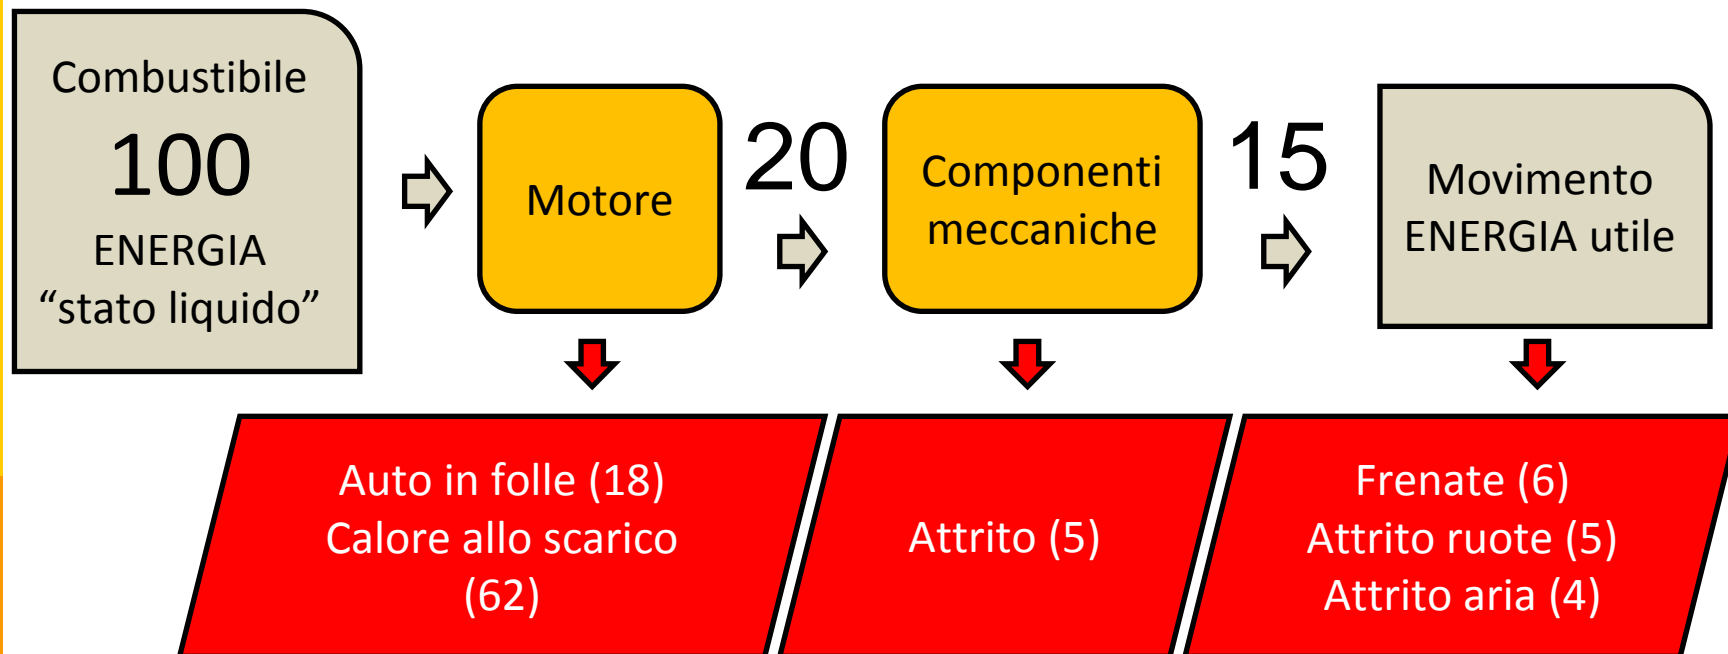 Combustibile
100
ENERGIA
“stato liquido”
Motore
20
Componenti
meccaniche
15
Movimento
ENERGIA utile
Auto in folle (18)
Calore allo scarico
(62)
Attrito (5)
Frenate (6)
Attrito ruote (5)
Attrito aria (4)